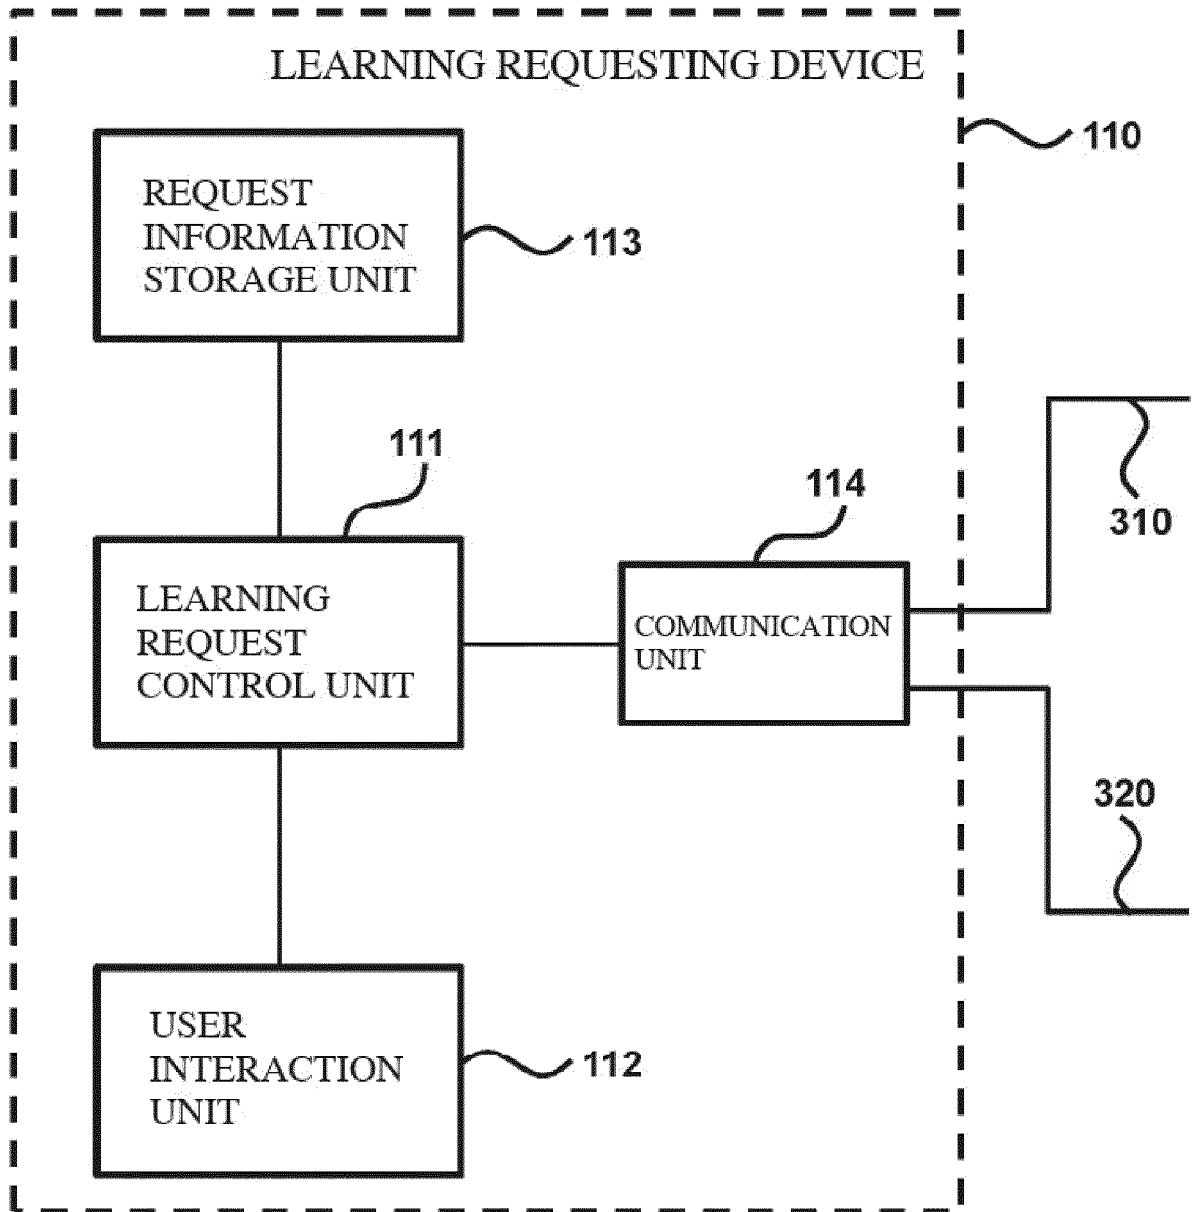 LEARNING REQUESTING DEVICE
110
REQUEST
INFORMATION
STORAGE UNIT
113
111
114
310
LEARNING
REQUEST
CONTROL UNIT
COMMUNICATION
UNIT
320
USER
INTERACTION
UNIT
112